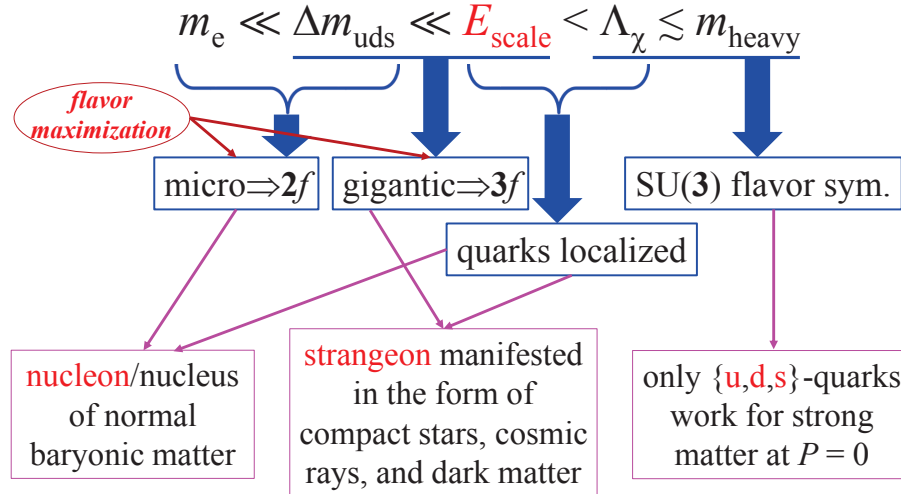 mₑ ≪ Δm_uds ≪ E_scale < Λ_χ ≲ m_heavy
flavor
maximization
micro⇒2f
gigantic⇒3f
SU(3) flavor sym.
quarks localized
nucleon/nucleus
of normal
baryonic matter
strangeon manifested
in the form of
compact stars, cosmic
rays, and dark matter
only {u,d,s}-quarks
work for strong
matter at P = 0